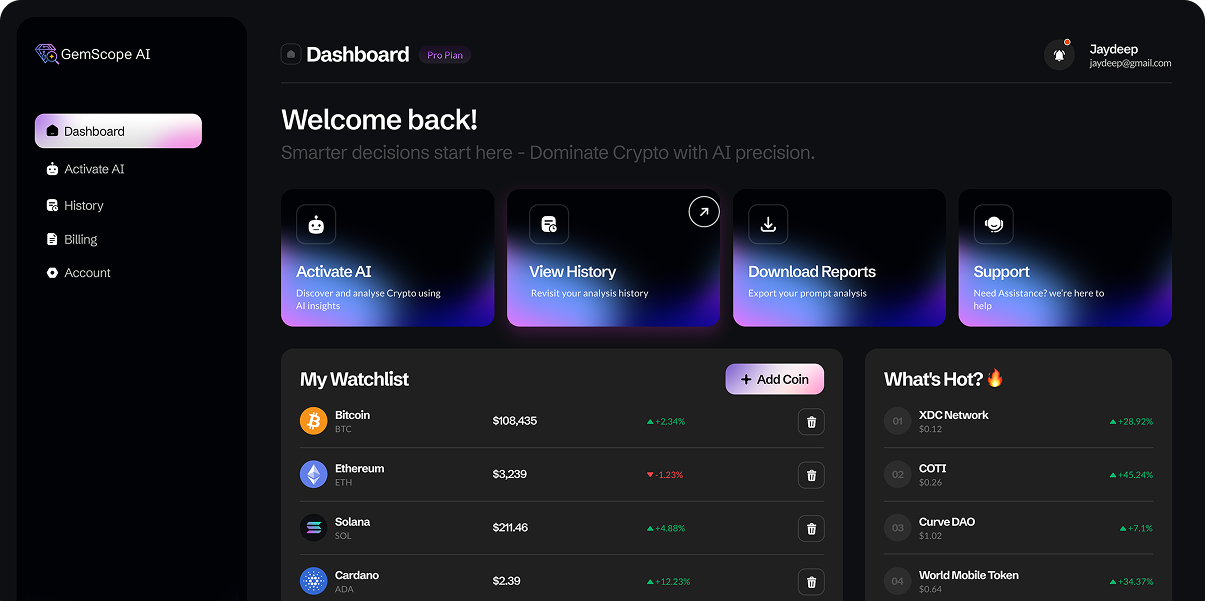 GemScope AI
Dashboard
Activate AI
History
Billing
Account
Dashboard
Pro Plan
Jaydeep
jaydeep@gmail.com
Welcome back!
Smarter decisions start here - Dominate Crypto with AI precision.
Activate AI
Discover and analyse Crypto using
AI insights
View History
Revisit your analysis history
Download Reports
Export your prompt analysis
Support
Need Assistance? we're here to
help
My Watchlist
+ Add Coin
Bitcoin
BTC
$108,435
+2.34%
Ethereum
ETH
$3,239
-1.23%
Solana
SOL
$211.46
+4.88%
Cardano
ADA
$2.39
+12.23%
What's Hot?🔥
01
XDC Network
$0.12
+28.92%
02
COTI
$0.26
+45.24%
03
Curve DAO
$1.02
+7.1%
04
World Mobile Token
$0.64
+34.37%